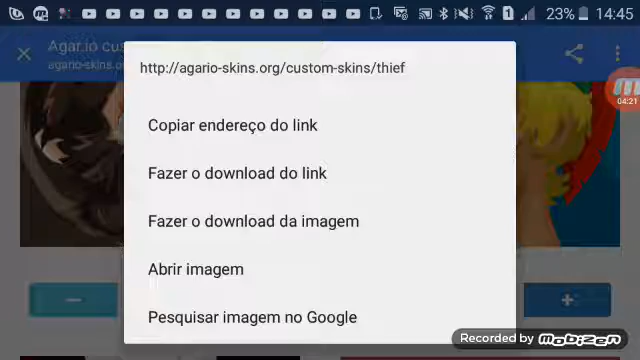 23% 14:45
Agar.io cus
agario-skins.or
http://agario-skins.org/custom-skins/thief
04:21
Copiar endereço do link
Fazer o download do link
Fazer o download da imagem
Abrir imagem
Pesquisar imagem no Google
Recorded by Mobizen